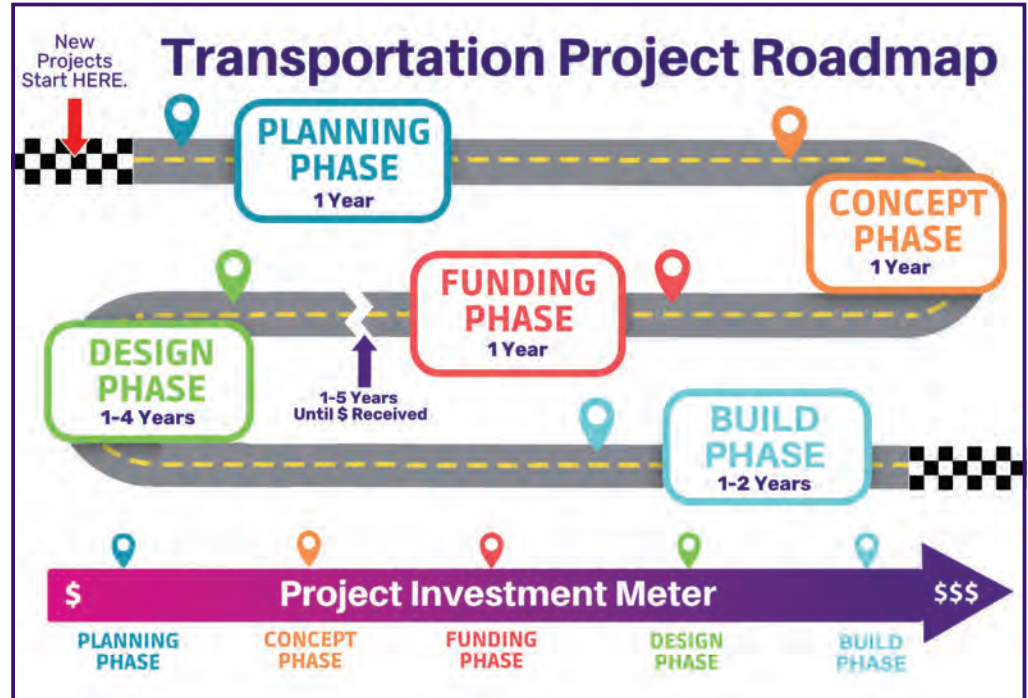 New
Projects
Start HERE.
Transportation Project Roadmap
PLANNING
PHASE
1 Year
CONCEPT
PHASE
1 Year
FUNDING
PHASE
1 Year
1-5 Years
Until $ Received
DESIGN
PHASE
1-4 Years
BUILD
PHASE
1-2 Years
$
Project Investment Meter
$$$
PLANNING
PHASE
CONCEPT
PHASE
FUNDING
PHASE
DESIGN
PHASE
BUILD
PHASE